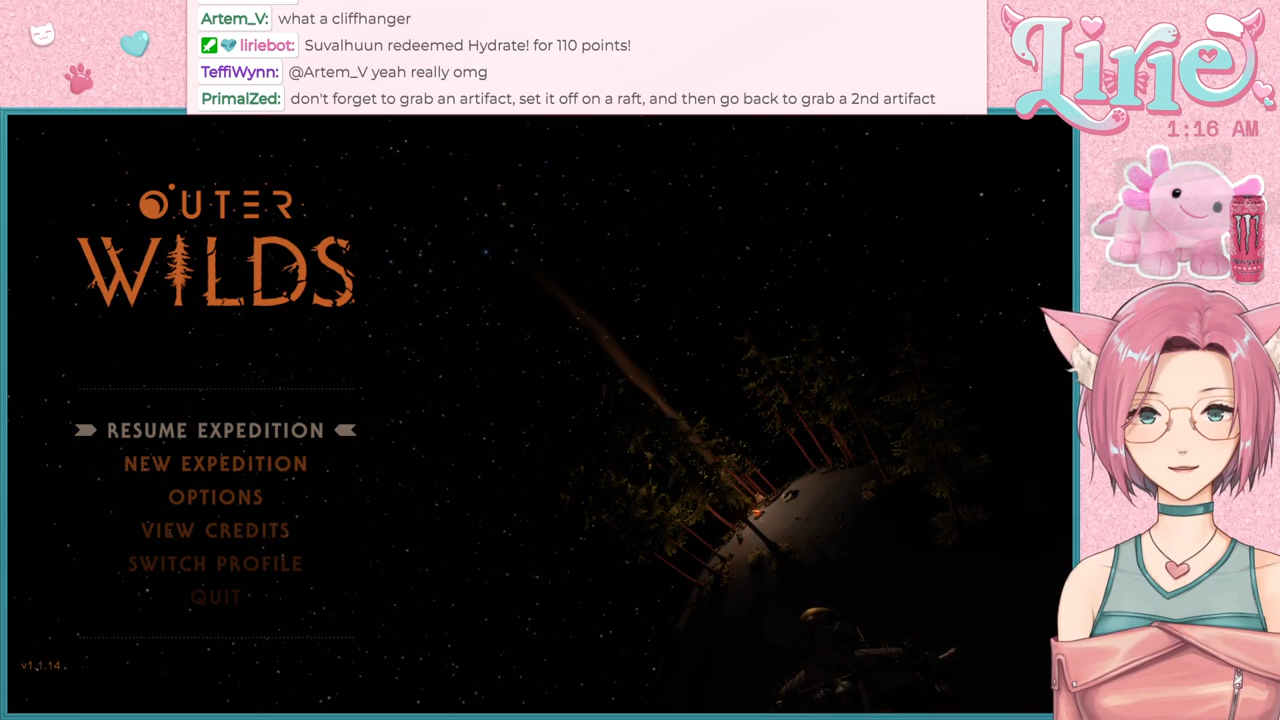 Artem_V: what a cliffhanger
liriebot: Suvalhuun redeemed Hydrate! for 110 points!
TeffiWynn: @Artem_V yeah really omg
PrimalZed: don't forget to grab an artifact, set it off on a raft, and then go back to grab a 2nd artifact
Lirie
1:16 AM
OUTER
WILDS
RESUME EXPEDITION
NEW EXPEDITION
OPTIONS
VIEW CREDITS
SWITCH PROFILE
QUIT
v1.1.14